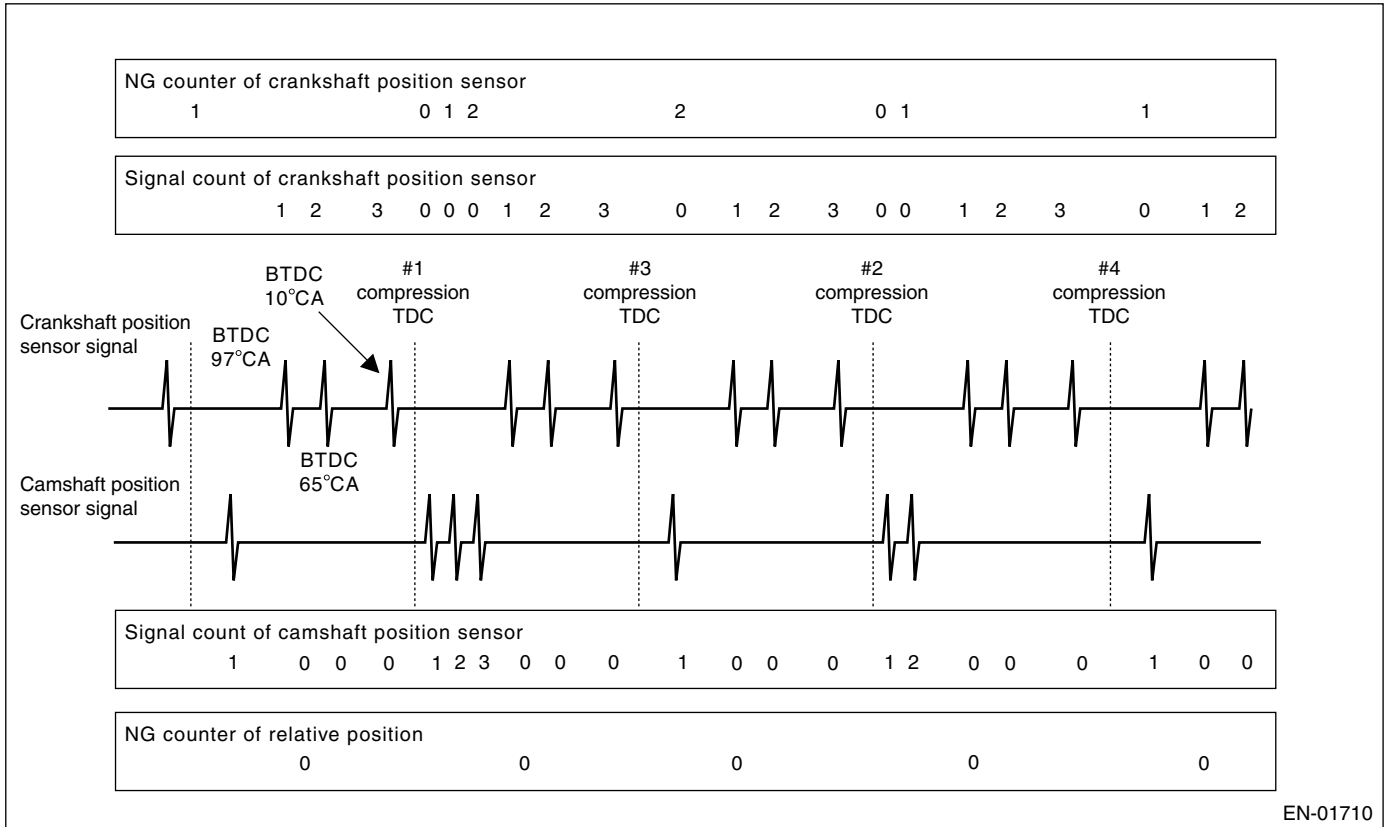 NG counter of crankshaft position sensor
1 0 1 2 2 0 1 1
Signal count of crankshaft position sensor
1 2 3 0 0 0 1 2 3 0 1 2 3 0 0 1 2 3 0 1 2
BTDC
10°CA
#1
compression
TDC
#3
compression
TDC
#2
compression
TDC
#4
compression
TDC
Crankshaft position
sensor signal
BTDC
97°CA
BTDC
65°CA
Camshaft position
sensor signal
Signal count of camshaft position sensor
1 0 0 0 1 2 3 0 0 0 1 0 0 0 1 2 0 0 0 1 0 0
NG counter of relative position
0 0 0 0 0
EN-01710